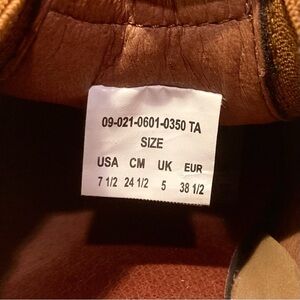 09-021-0601-0350 TA
SIZE
USA CM UK EUR
7 1/2 24 1/2 5 38 1/2